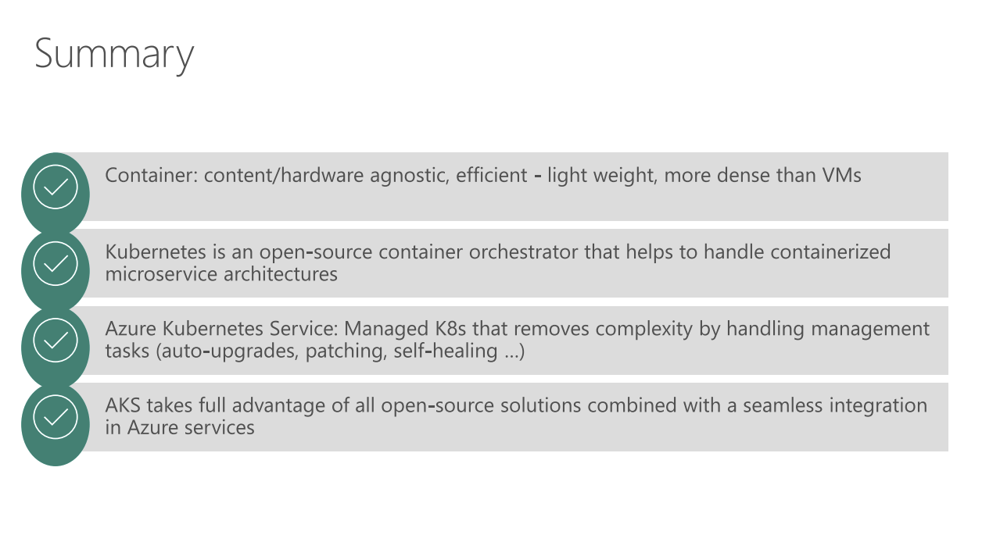 Summary
Container: content/hardware agnostic, efficient - light weight, more dense than VMs
Kubernetes is an open-source container orchestrator that helps to handle containerized
microservice architectures
Azure Kubernetes Service: Managed K8s that removes complexity by handling management
tasks (auto-upgrades, patching, self-healing …)
AKS takes full advantage of all open-source solutions combined with a seamless integration
in Azure services